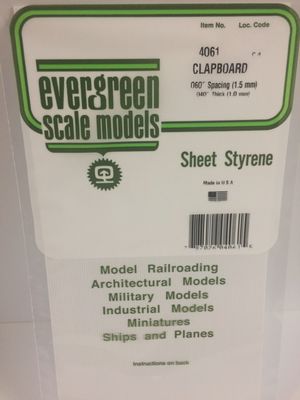 Item No. Loc. Code
4061
CLAPBOARD
.060" Spacing (1.5 mm)
.040" Thick (1.0 mm)
evergreen
scale models
Sheet Styrene
Made in U.S.A
Model Railroading
Architectural Models
Military Models
Industrial Models
Miniatures
Ships and Planes
Instructions on back